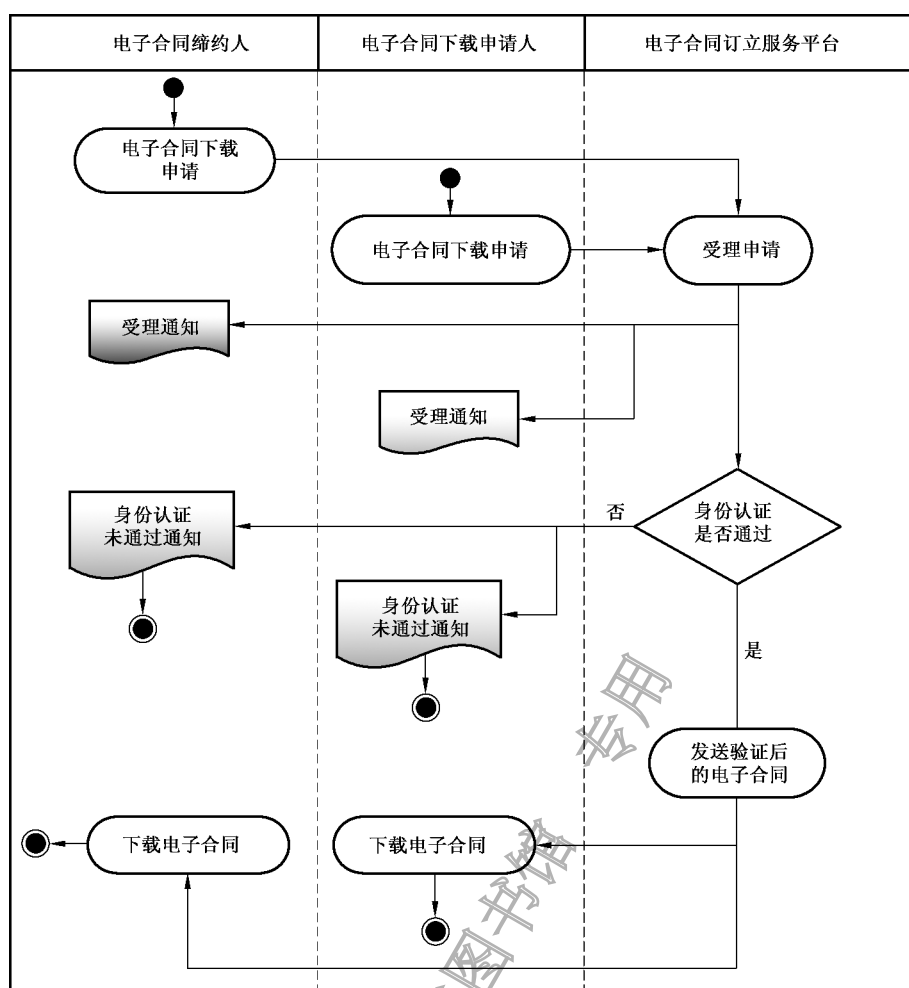 电子合同缔约人
电子合同下载申请人
电子合同订立服务平台
电子合同下载
申请
电子合同下载申请
受理申请
受理通知
受理通知
身份认证
未通过通知
否
身份认证
是否通过
身份认证
未通过通知
是
专用
发送验证后
的电子合同
下载电子合同
下载电子合同
图书馆